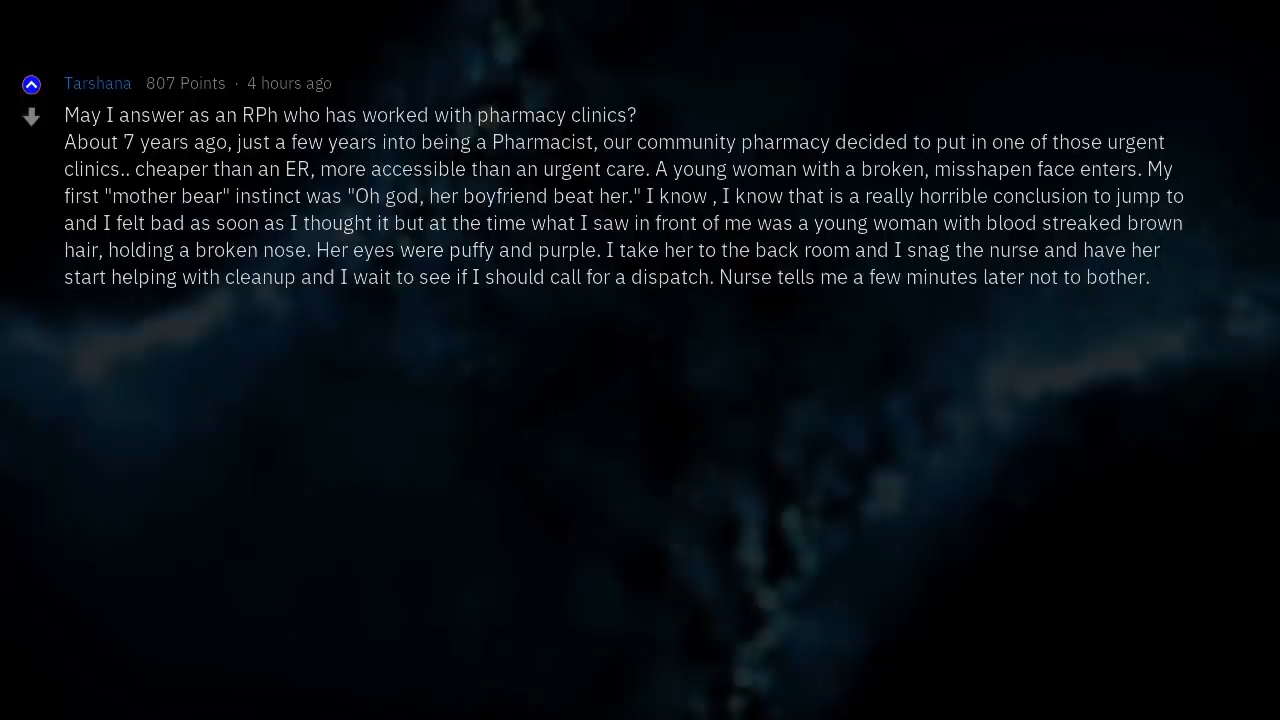 Tarshana 807 Points · 4 hours ago
May I answer as an RPh who has worked with pharmacy clinics?
About 7 years ago, just a few years into being a Pharmacist, our community pharmacy decided to put in one of those urgent
clinics.. cheaper than an ER, more accessible than an urgent care. A young woman with a broken, misshapen face enters. My
first "mother bear" instinct was "Oh god, her boyfriend beat her." I know , I know that is a really horrible conclusion to jump to
and I felt bad as soon as I thought it but at the time what I saw in front of me was a young woman with blood streaked brown
hair, holding a broken nose. Her eyes were puffy and purple. I take her to the back room and I snag the nurse and have her
start helping with cleanup and I wait to see if I should call for a dispatch. Nurse tells me a few minutes later not to bother.